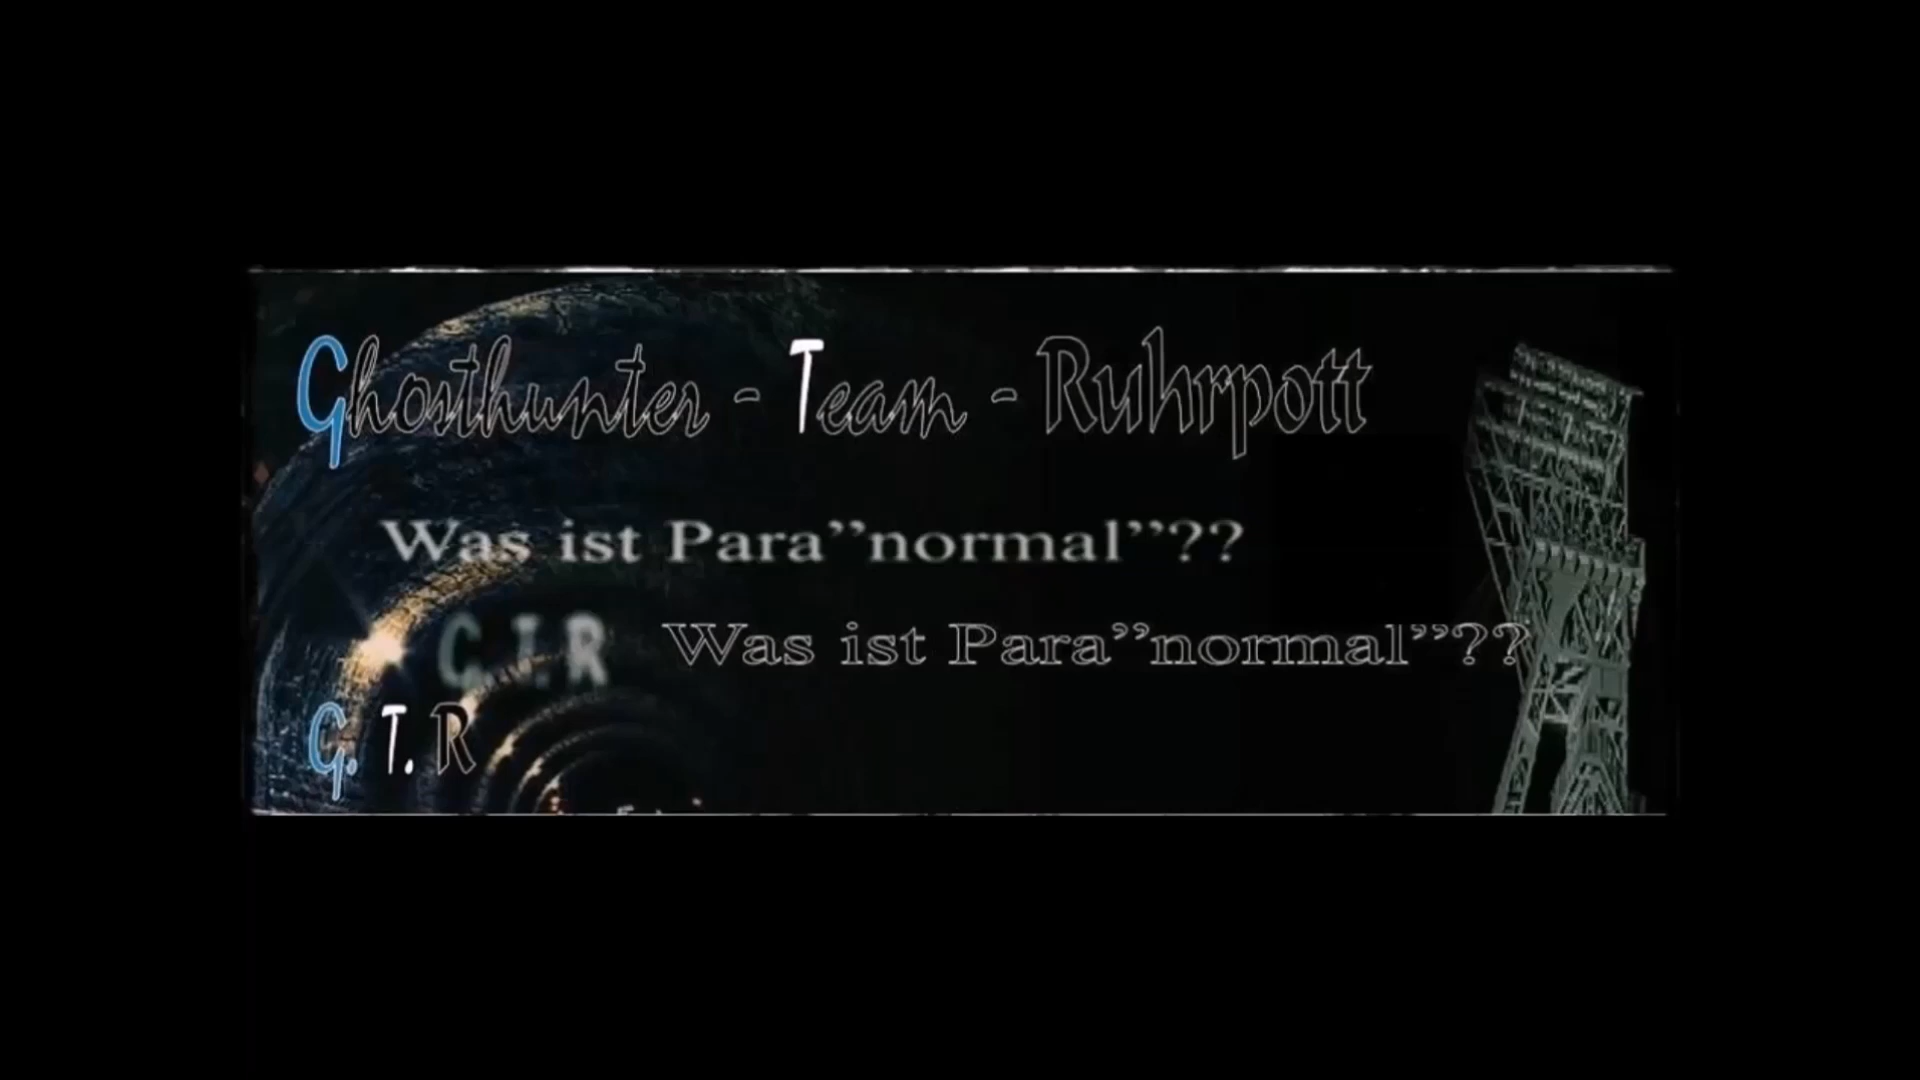 Ghosthunter - Team - Ruhrpott
Was ist Para”normal”??
G.T.R Was ist Para”normal”??
G. T. R